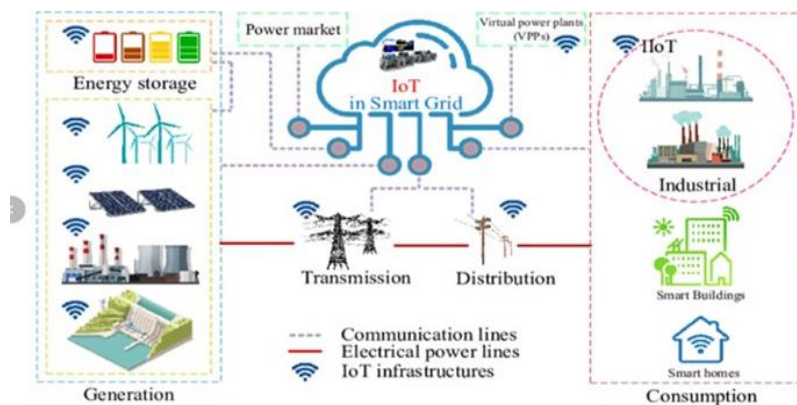 Power market
Virtual power plants
(VPPs)
IoT
in Smart Grid
IIoT
Energy storage
Industrial
Transmission
Distribution
Smart Buildings
Communication lines
Electrical power lines
IoT infrastructures
Smart homes
Generation
Consumption